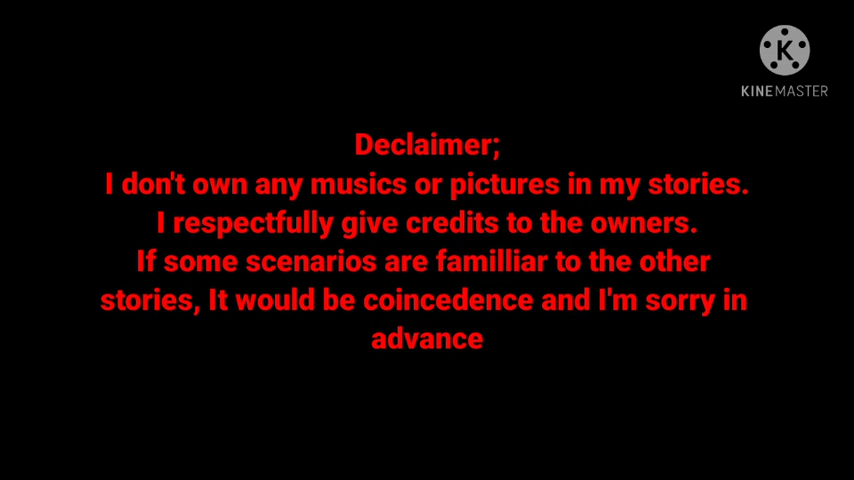 KINEMASTER
Declaimer;
I don't own any musics or pictures in my stories.
I respectfully give credits to the owners.
If some scenarios are familliar to the other
stories, It would be coincedence and I'm sorry in
advance